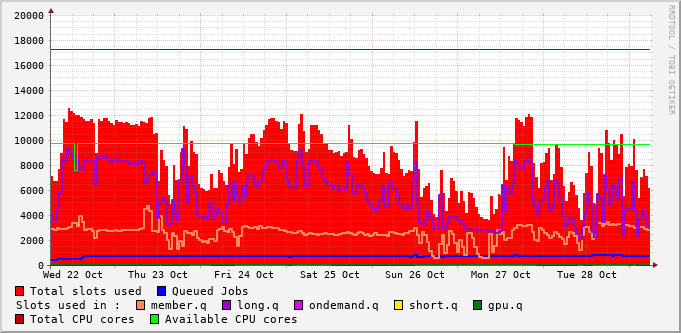 20000
18000
16000
14000
12000
10000
8000
6000
4000
2000
0
Wed 22 Oct Thu 23 Oct Fri 24 Oct Sat 25 Oct Sun 26 Oct Mon 27 Oct Tue 28 Oct
Total slots used Queued Jobs
Slots used in : member.q long.q ondemand.q short.q gpu.q
Total CPU cores Available CPU cores
RRDTOOL / TOBI OETIKER